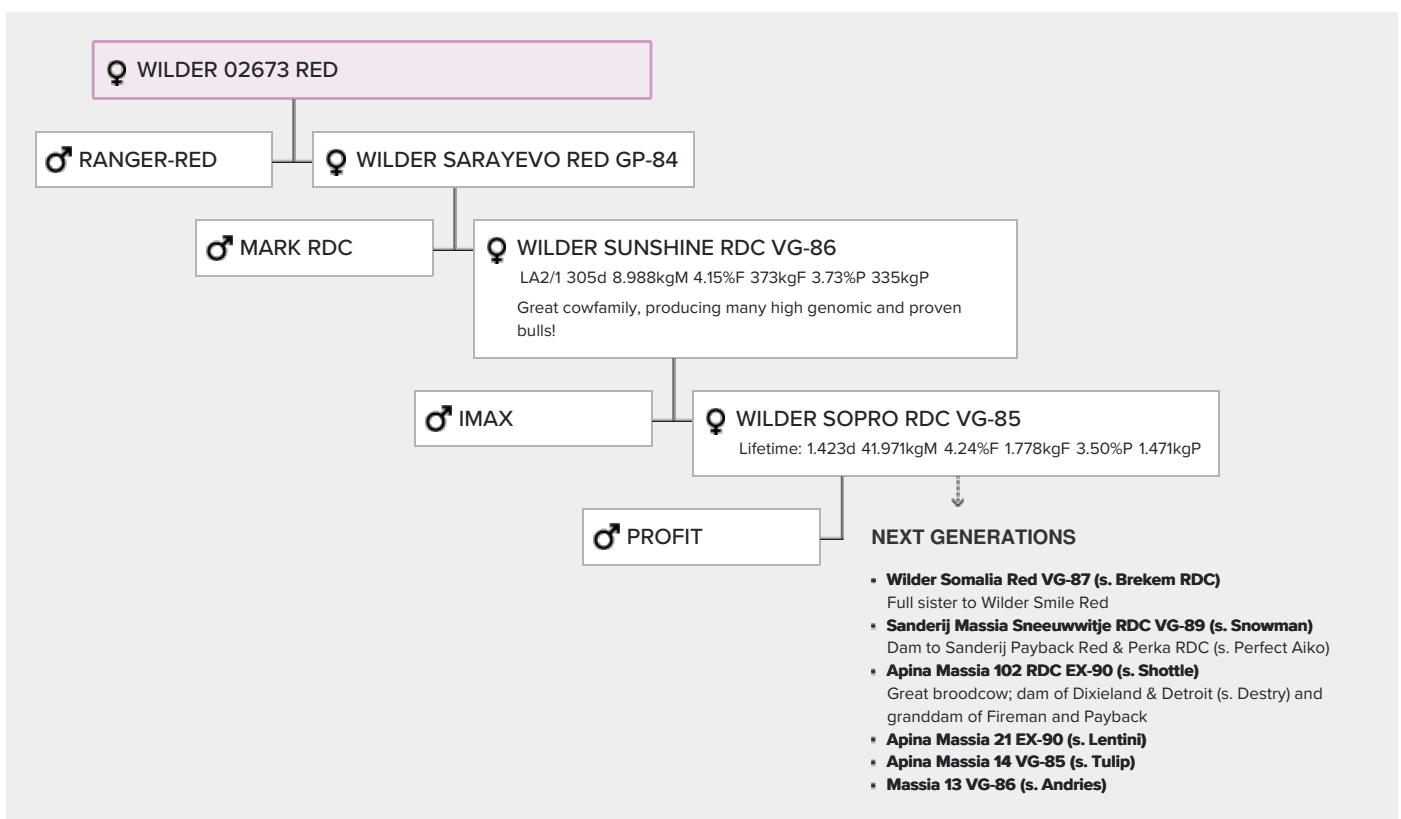 WILDER 02673 RED
RANGER-RED
WILDER SARAYEVO RED GP-84
MARK RDC
WILDER SUNSHINE RDC VG-86
LA2/1 305d 8.988kgM 4.15%F 373kgF 3.73%P 335kgP
Great cowfamily, producing many high genomic and proven
bulls!
IMAX
WILDER SOPRO RDC VG-85
Lifetime: 1.423d 41.971kgM 4.24%F 1.778kgF 3.50%P 1.471kgP
PROFIT
NEXT GENERATIONS
Wilder Somalia Red VG-87 (s. Brekem RDC)
Full sister to Wilder Smile Red
Sanderij Massia Sneeuwwitje RDC VG-89 (s. Snowman)
Dam to Sanderij Payback Red & Perka RDC (s. Perfect Aiko)
Apina Massia 102 RDC EX-90 (s. Shottle)
Great broodcow; dam of Dixieland & Detroit (s. Destry) and
granddam of Fireman and Payback
Apina Massia 21 EX-90 (s. Lentini)
Apina Massia 14 VG-85 (s. Tulip)
Massia 13 VG-86 (s. Andries)